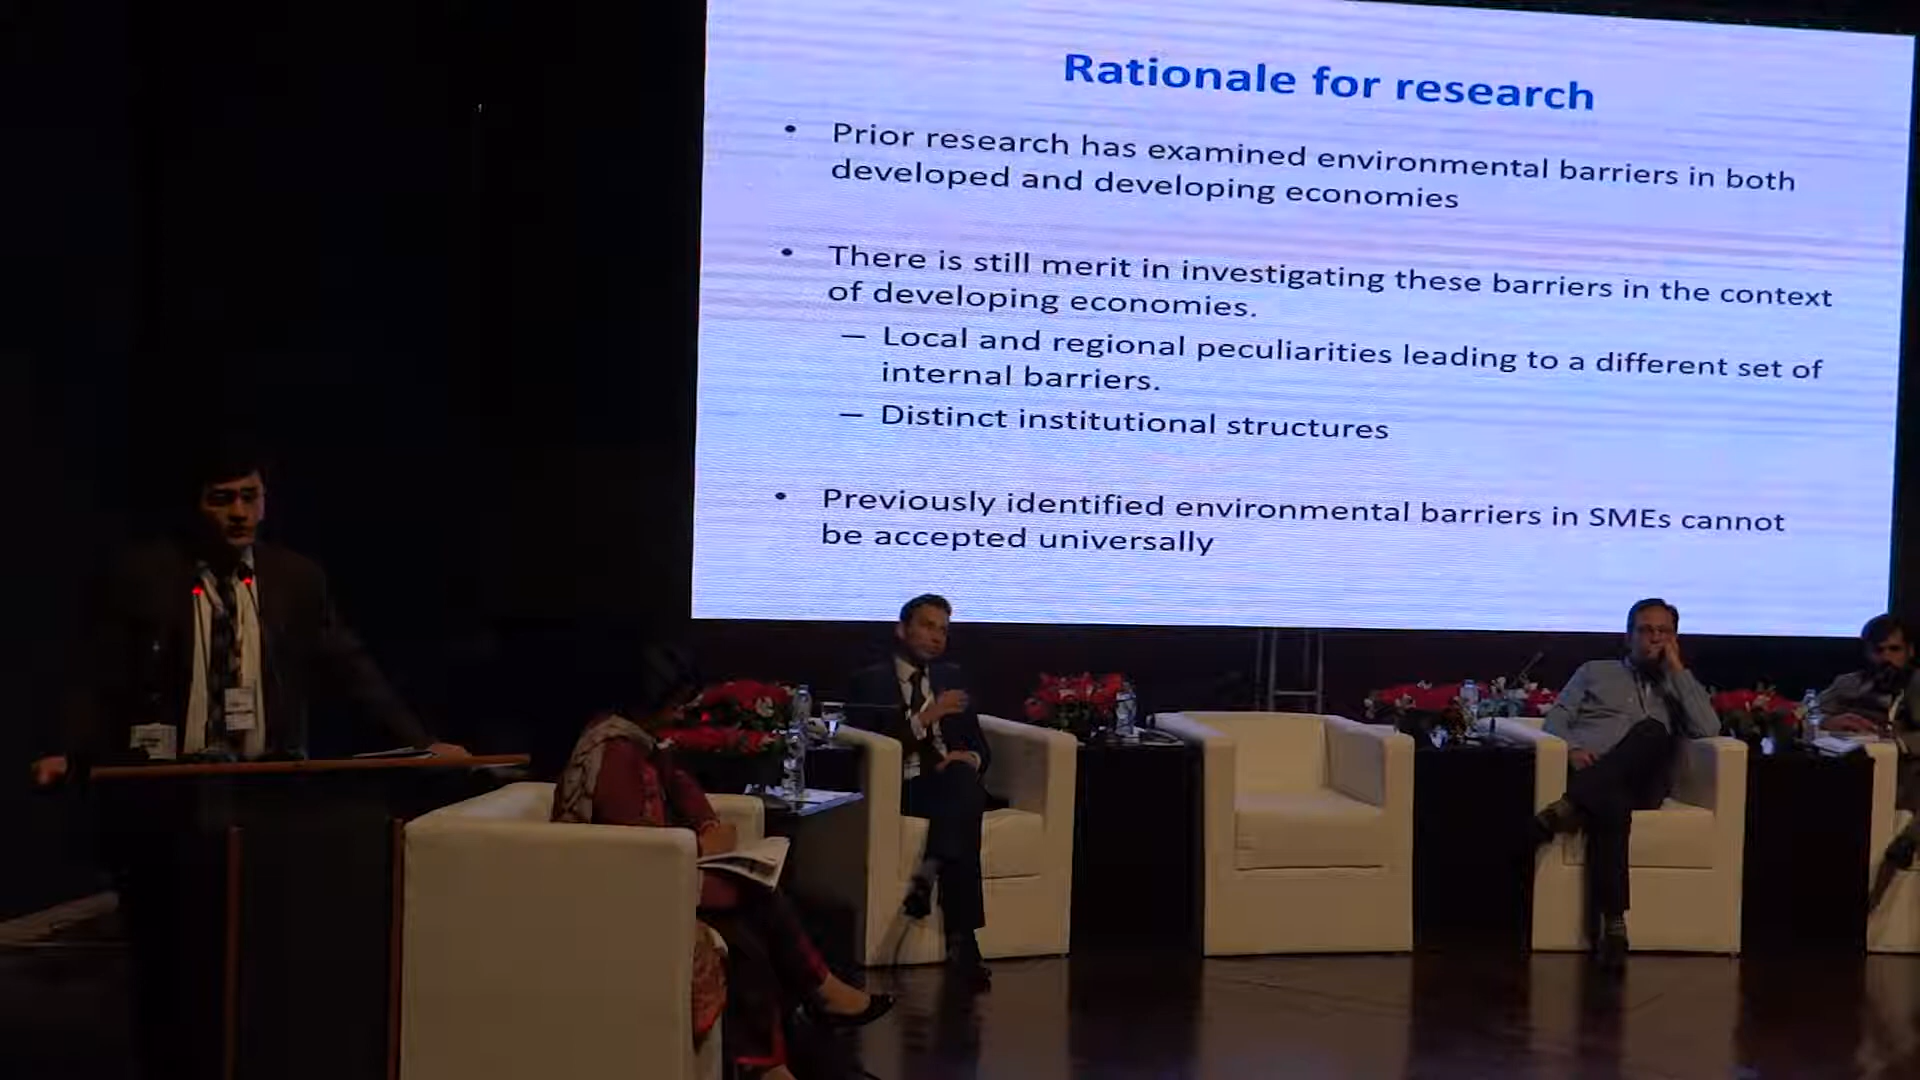 Rationale for research
• Prior research has examined environmental barriers in both
developed and developing economies
• There is still merit in investigating these barriers in the context
of developing economies.
– Local and regional peculiarities leading to a different set of
internal barriers.
– Distinct institutional structures
• Previously identified environmental barriers in SMEs cannot
be accepted universally